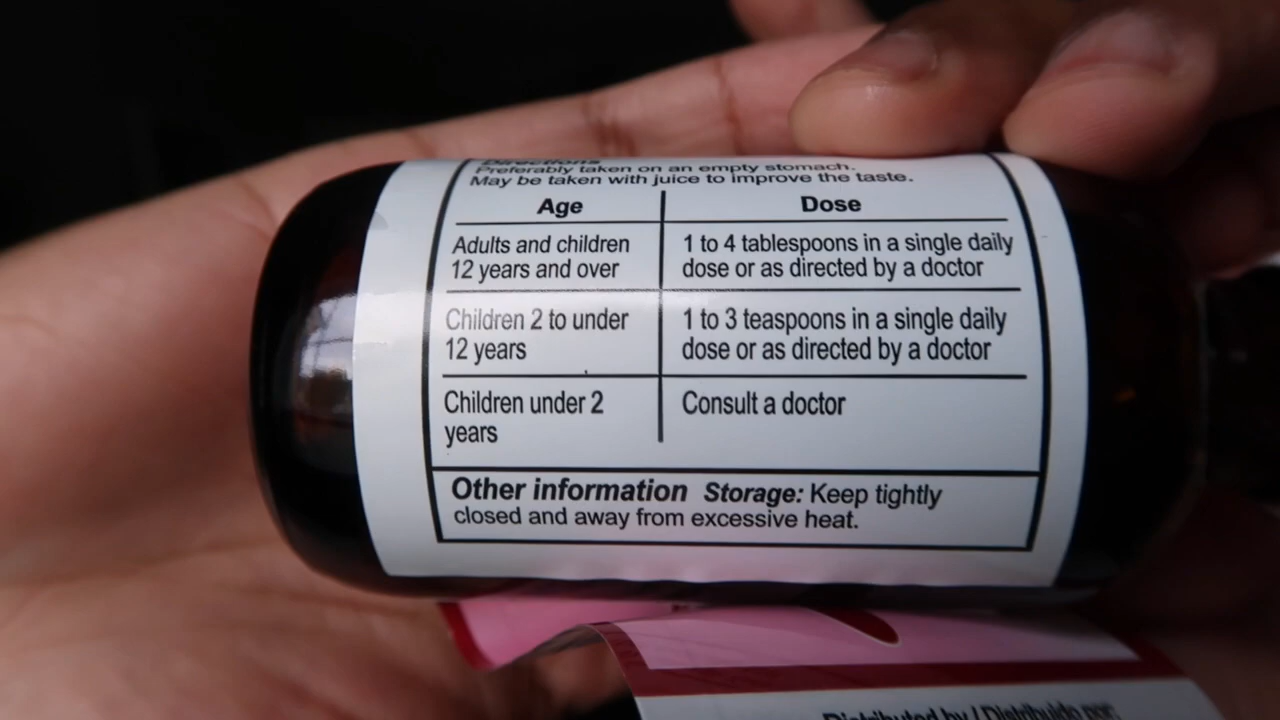 Directions
Preferably taken on an empty stomach.
May be taken with juice to improve the taste.
Age
Dose
Adults and children
12 years and over
1 to 4 tablespoons in a single daily
dose or as directed by a doctor
Children 2 to under
12 years
1 to 3 teaspoons in a single daily
dose or as directed by a doctor
Children under 2
years
Consult a doctor
Other information Storage: Keep tightly
closed and away from excessive heat.
Distributed by / Distribuido por: